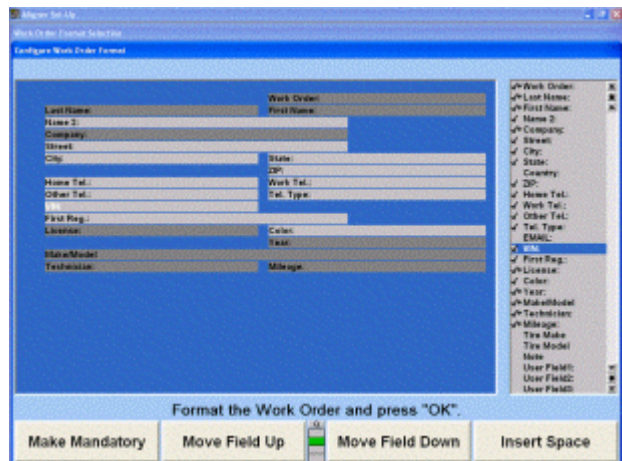 Aligner Set-Up
Work Order Format Selection
Configure Work Order Format
Work Order:
Last Name: First Name:
Name 2:
Company:
Street:
City: State:
ZIP:
Home Tel.: Work Tel.:
Other Tel.: Tel. Type:
VIN:
First Reg.:
License: Color:
Year:
Make/Model
Technician: Mileage:
Work Order:
Last Name:
First Name:
Name 2:
Company:
Street:
City:
State:
Country:
ZIP:
Home Tel.:
Work Tel.:
Other Tel.:
Tel. Type:
EMAIL:
VIN:
First Reg.:
License:
Color:
Year:
Make/Model
Technician:
Mileage:
Tire Make
Tire Model
Note
User Field1:
User Field2:
User Field3:
Format the Work Order and press "OK".
Make Mandatory Move Field Up Move Field Down Insert Space